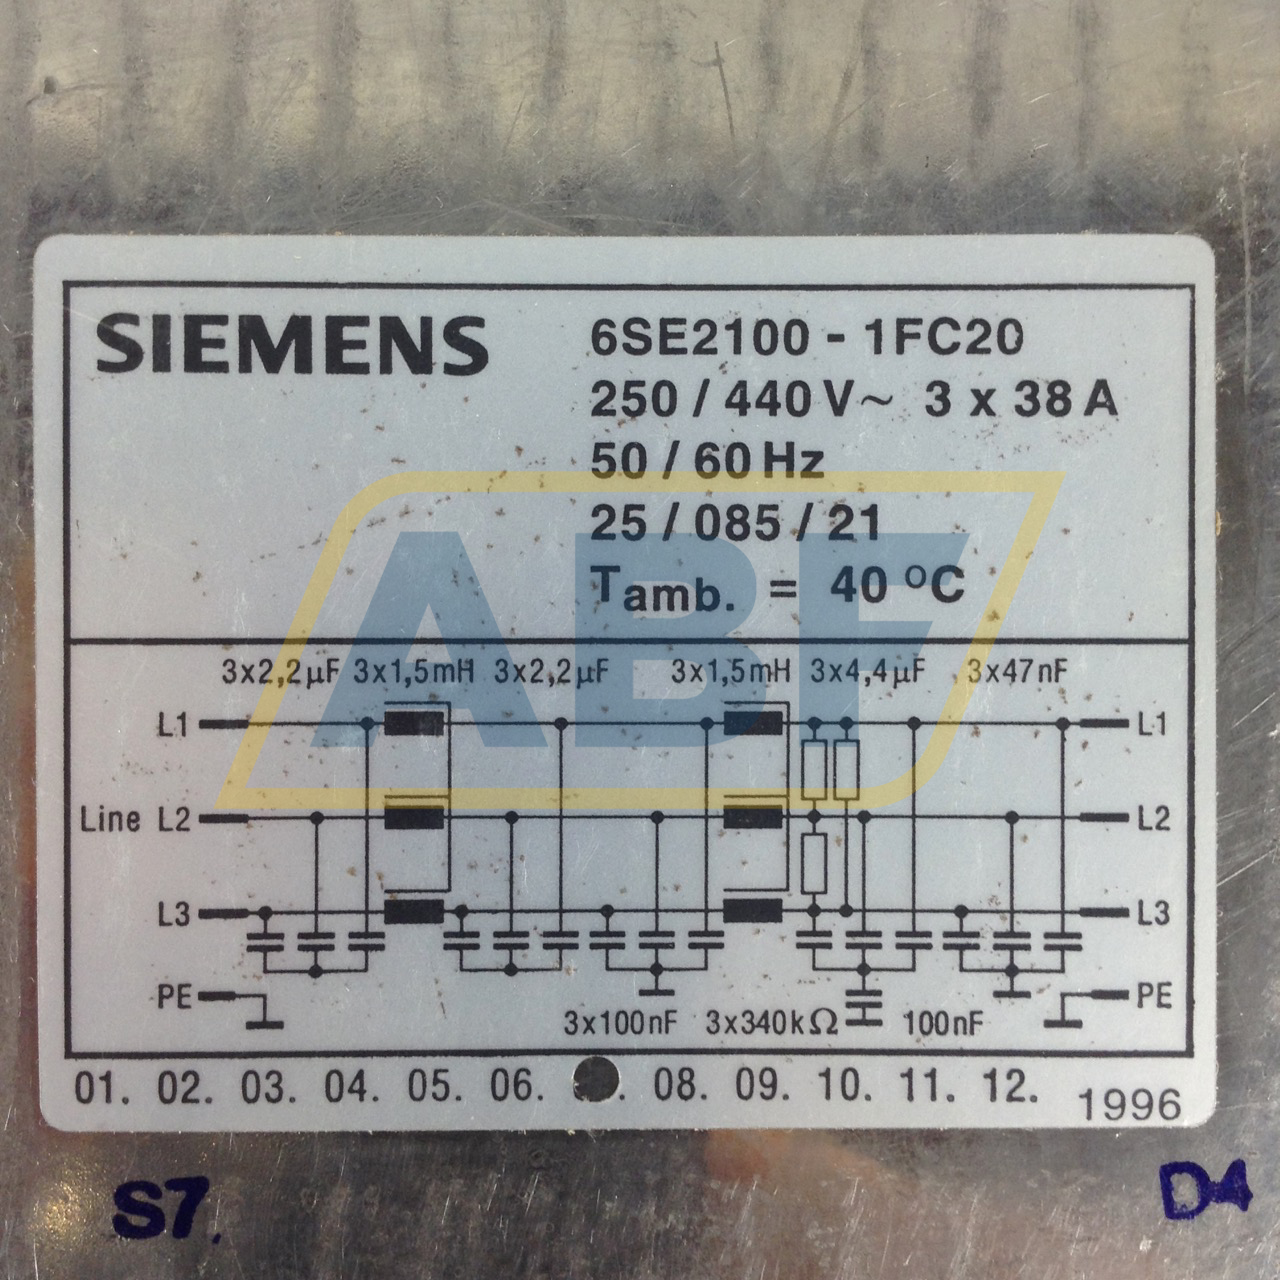 SIEMENS
6SE2100 - 1FC20
250 / 440 V ~ 3 x 38 A
50 / 60 Hz
25 / 085 / 21
Tamb. = 40 °C
3x2,2µF 3x1,5mH 3x2,2µF 3x1,5mH 3x4,4µF 3x47nF
L1 L1
Line L2 L2
L3 L3
PE PE
3x100nF 3x340kΩ 100nF
01. 02. 03. 04. 05. 06. . 08. 09. 10. 11. 12. 1996
S7.
D4
ABF